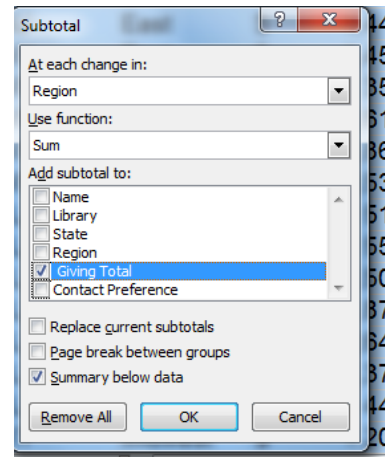 Subtotal
At each change in:
Region
Use function:
Sum
Add subtotal to:
Name
Library
State
Region
Giving Total
Contact Preference
Replace current subtotals
Page break between groups
Summary below data
Remove All OK Cancel